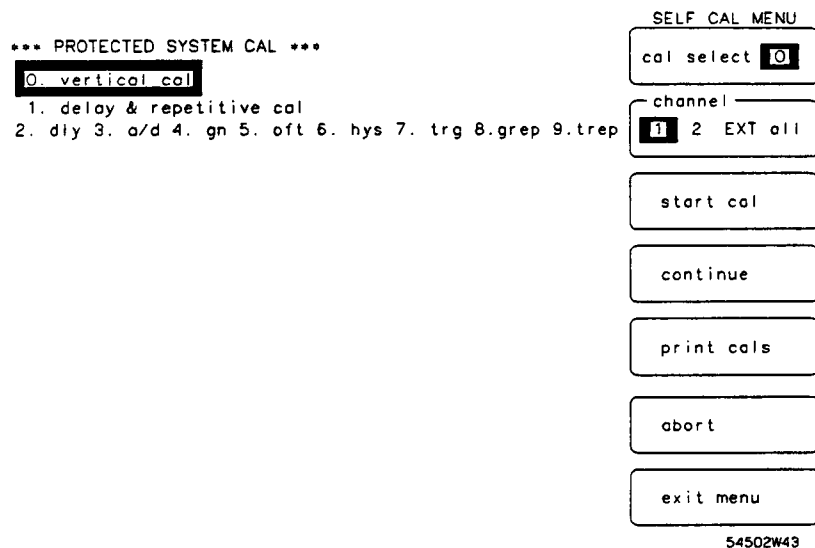 SELF CAL MENU
*** PROTECTED SYSTEM CAL ***
cal select 0
0. vertical cal
1. delay & repetitive cal
channel
2. dly 3. a/d 4. gn 5. oft 6. hys 7. trg 8.grep 9.trep
1 2 EXT all
start cal
continue
print cals
abort
exit menu
54502W43